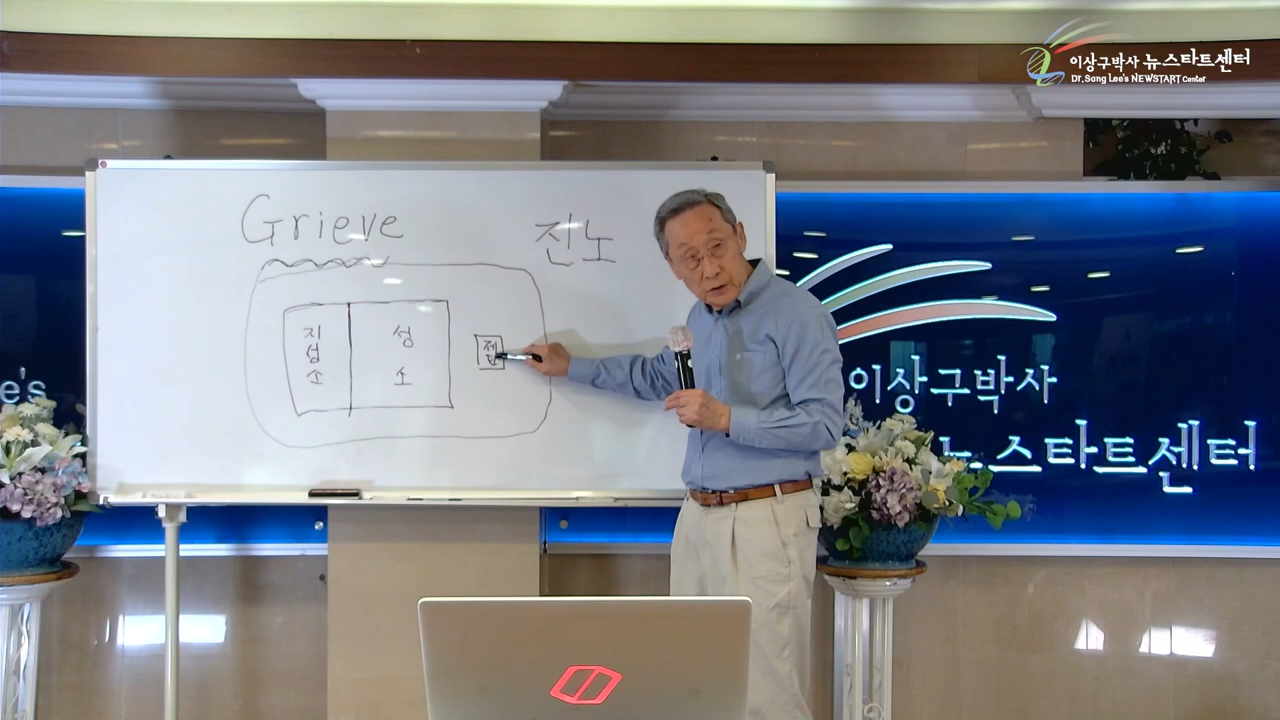 이상구박사 뉴스타트센터
Dr. Sang Lee's NEWSTART Center
Grieve
진노
지성소
성소
제
e's
이상구박사
뉴스타트센터